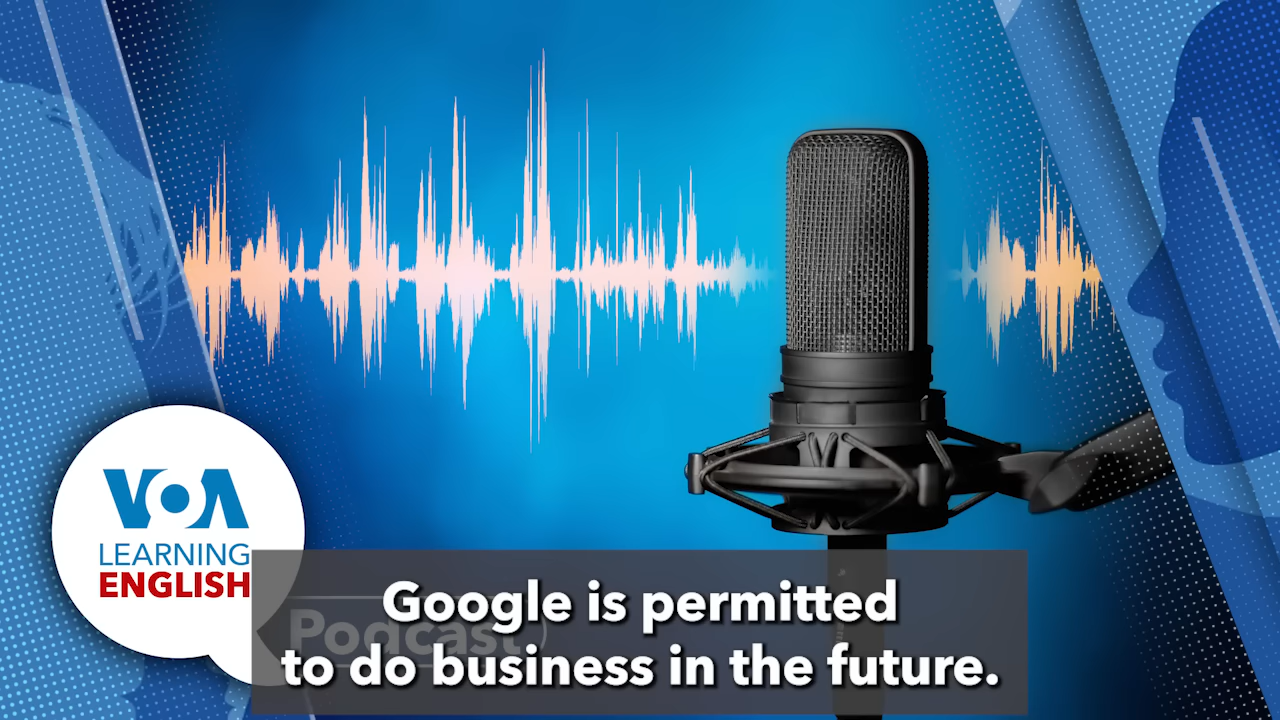 VOA
LEARNING
ENGLISH
Podcast
Google is permitted
to do business in the future.